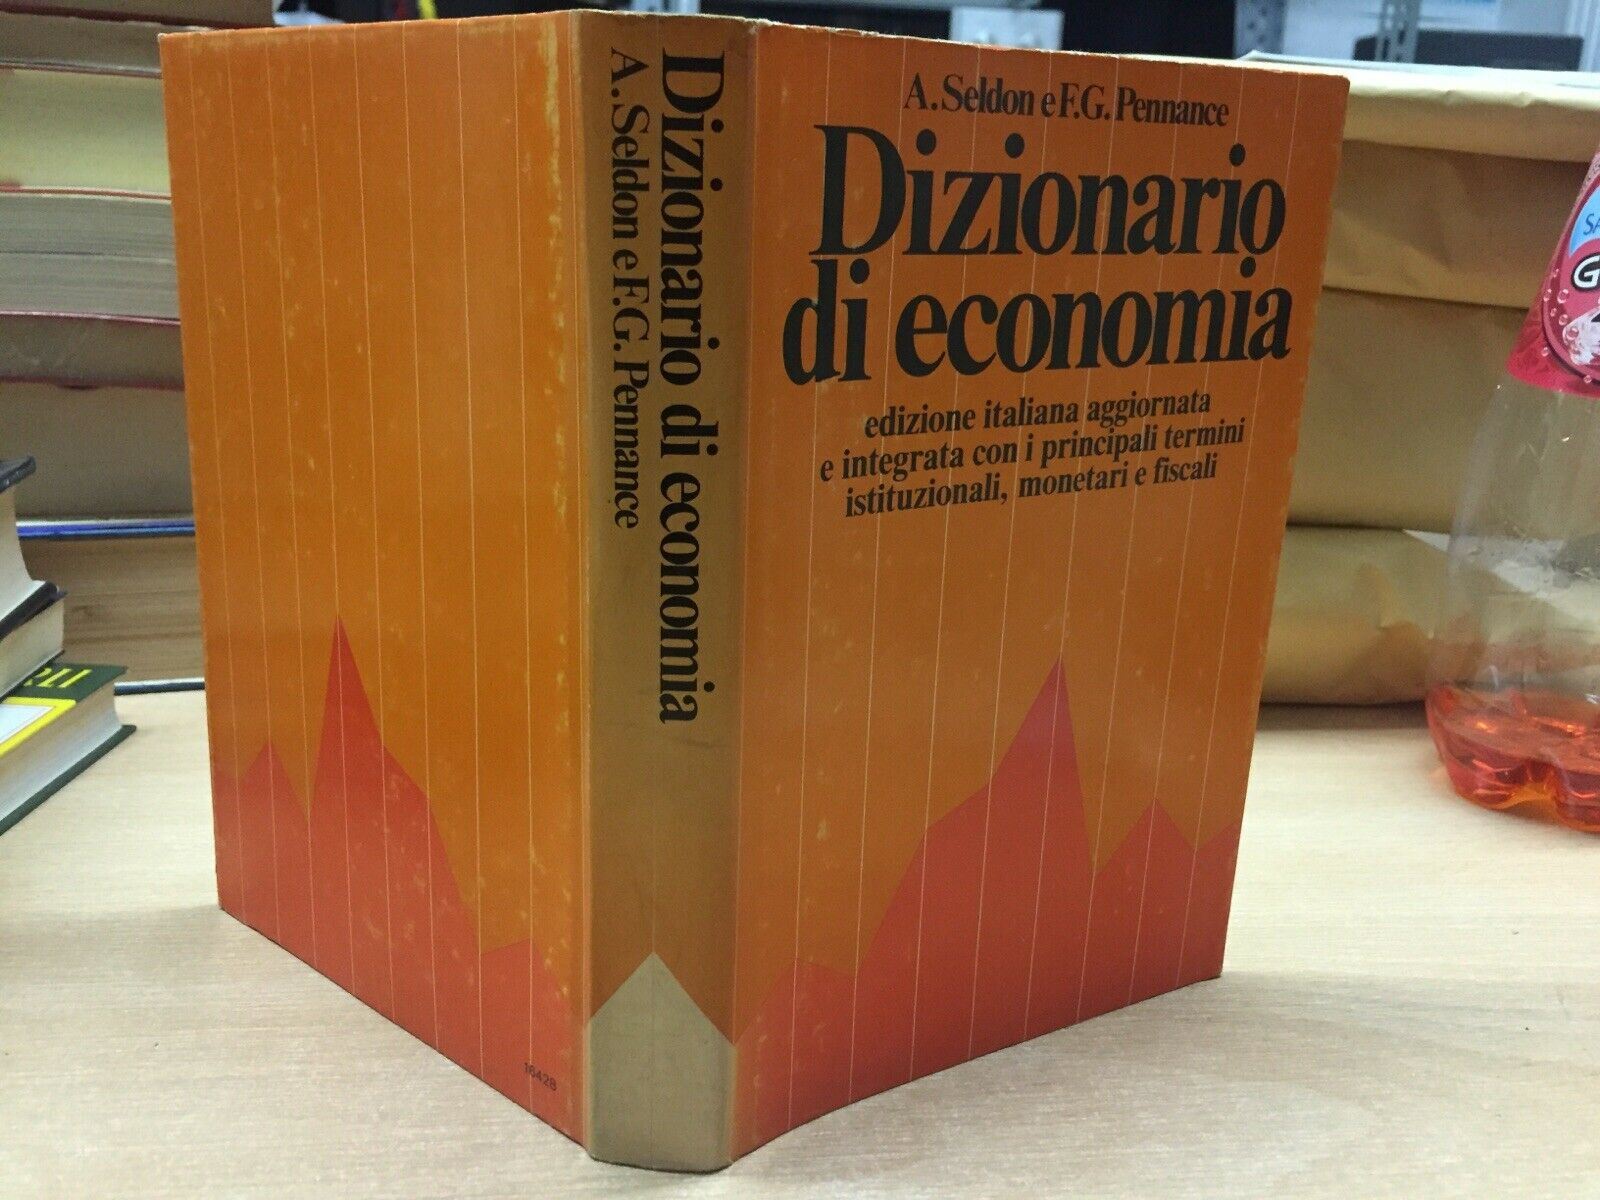 A. Seldon e F.G. Pennance
Dizionario
di economia
edizione italiana aggiornata
e integrata con i principali termini
istituzionali, monetari e fiscali
Dizionario di economia
A. Seldon e F.G. Pennance
16428